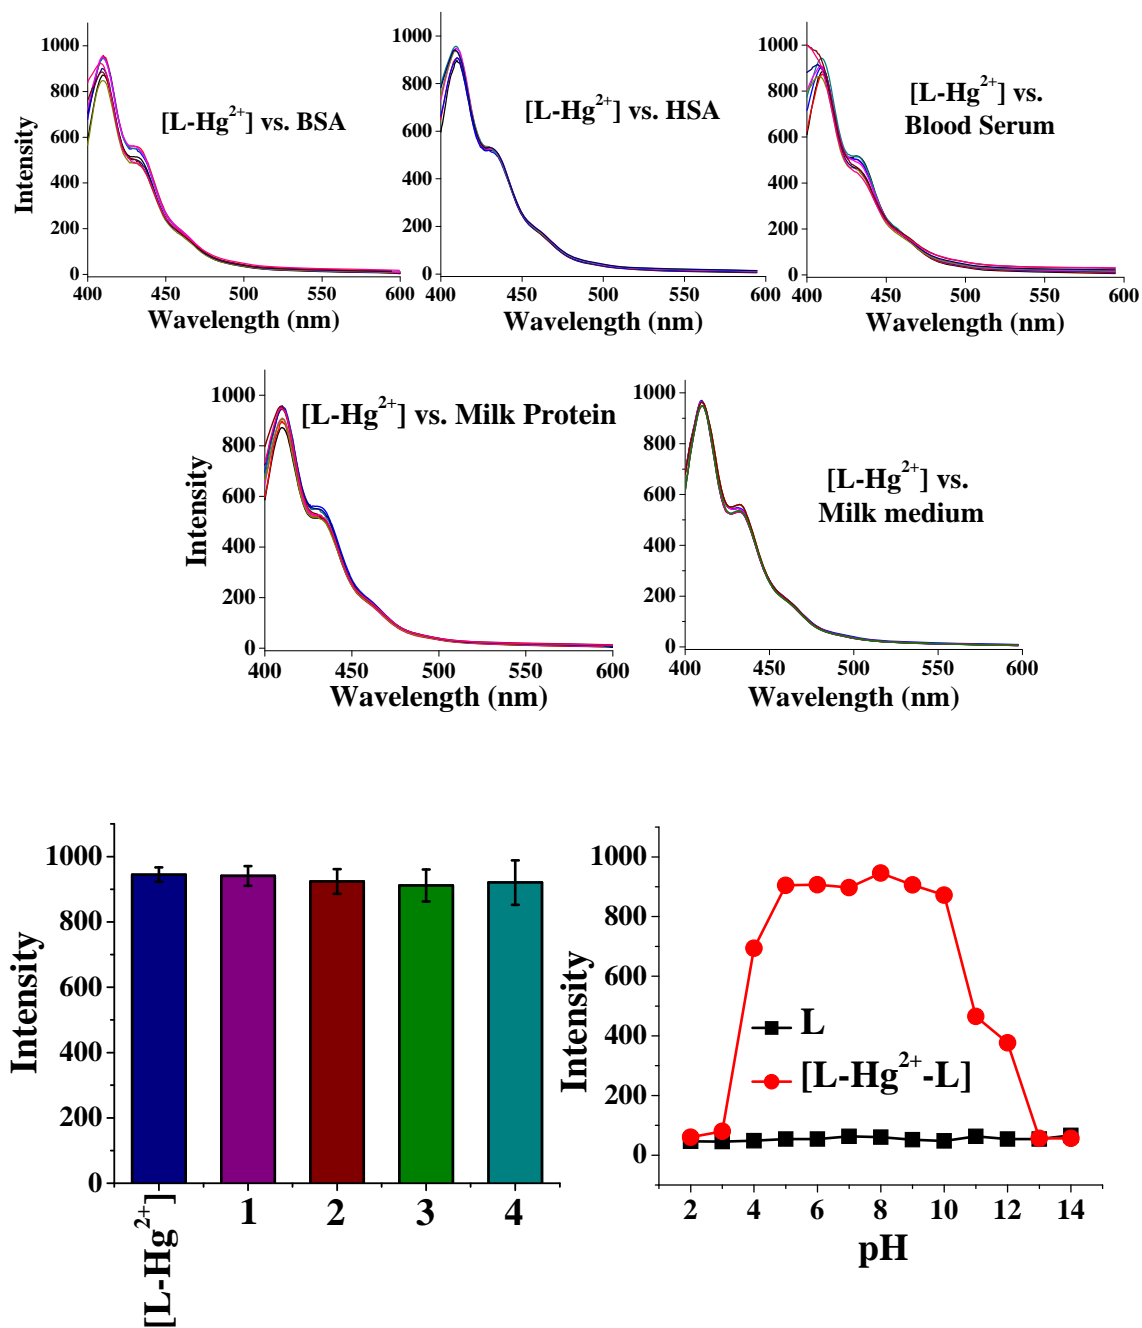 1000
800
600
400
200
0
Intensity
[L-Hg2+] vs. BSA
400 450 500 550 600
Wavelength (nm)
1000
800
600
400
200
0
[L-Hg2+] vs. HSA
400 450 500 550 600
Wavelength (nm)
1000
800
600
400
200
0
[L-Hg2+] vs.
Blood Serum
400 450 500 550 600
Wavelength (nm)
1000
800
600
400
200
0
Intensity
[L-Hg2+] vs. Milk Protein
400 450 500 550 600
Wavelength (nm)
1000
800
600
400
200
0
[L-Hg2+] vs.
Milk medium
400 450 500 550 600
Wavelength (nm)
1000
800
600
400
200
0
Intensity
[L-Hg2+] 1 2 3 4
1000
800
600
400
200
0
Intensity
L
[L-Hg2+-L]
2 4 6 8 10 12 14
pH